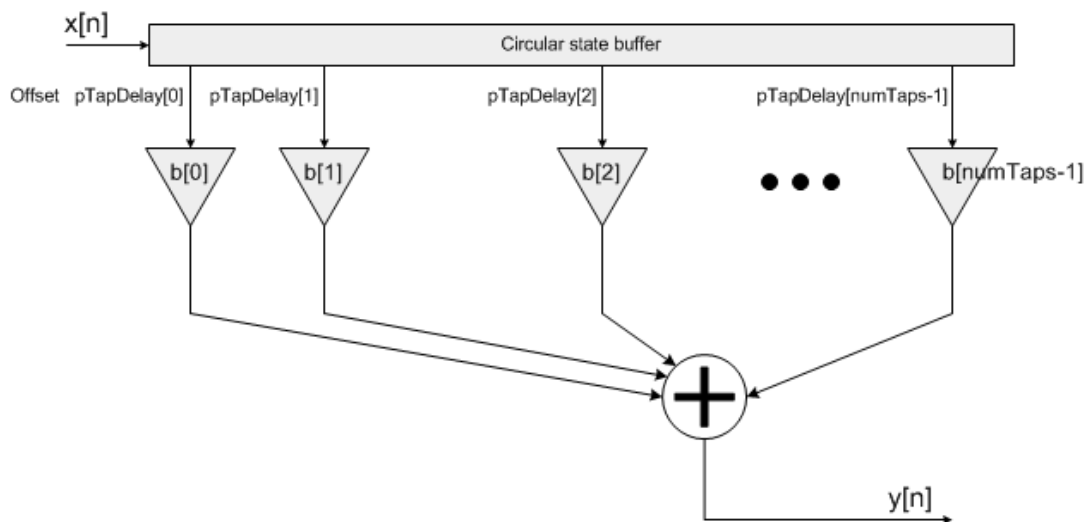 x[n]
Circular state buffer
Offset pTapDelay[0] pTapDelay[1] pTapDelay[2] pTapDelay[numTaps-1]
b[0] b[1] b[2] b[numTaps-1]
y[n]